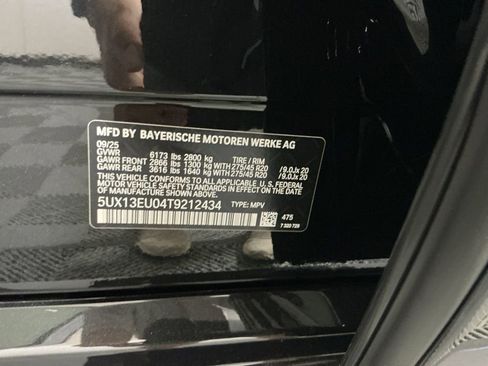 MFD BY BAYERISCHE MOTOREN WERKE AG
09/25
GVWR 6173 lbs 2800 kg TIRE / RIM
GAWR FRONT 2866 lbs 1300 kg WITH 275/45 R20 / 9.0Jx 20
GAWR REAR 3616 lbs 1640 kg WITH 275/45 R20 / 9.0Jx 20
THIS VEHICLE CONFORMS TO ALL APPLICABLE U.S. FEDERAL
MOTOR VEHICLE SAFETY STANDARDS IN EFFECT ON THE DATE OF
MANUFACTURE SHOWN ABOVE.
5UX13EU04T9212434 TYPE: MPV
475
7 320 729